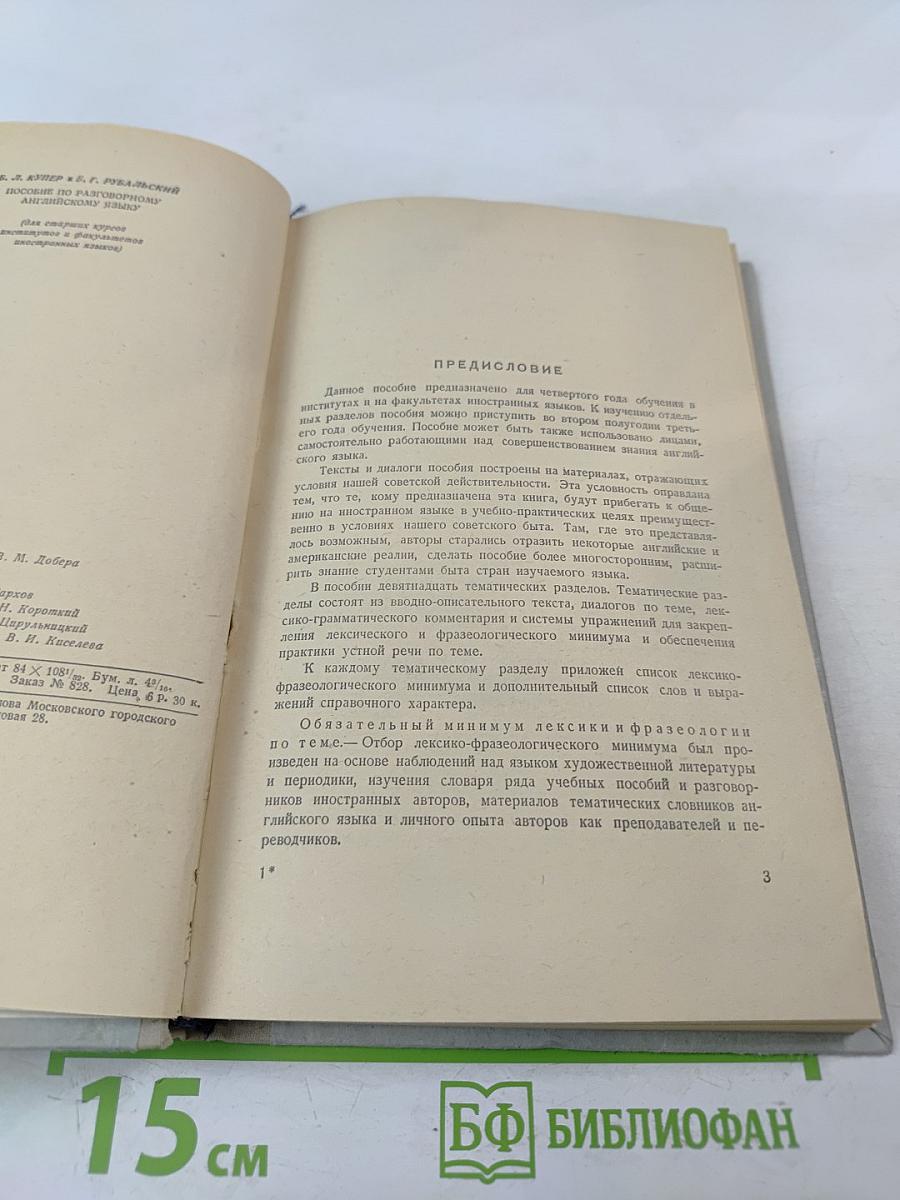 Б. Л. КУПЕР и Б. Г. РУБАЛЬСКИЙ
ПОСОБИЕ ПО РАЗГОВОРНОМУ
АНГЛИЙСКОМУ ЯЗЫКУ
(для старших курсов
институтов и факультетов
иностранных языков)
В. М. Добера
Н. Короткий
Цирульницкий
В. И. Киселева
84 × 108¹/₃₂. Бум. л. 4³/₁₆.
Заказ № 828. Цена 6 р. 30 к.
Московского городского
28.
ПРЕДИСЛОВИЕ
Данное пособие предназначено для четвертого года обучения в
институтах и на факультетах иностранных языков. К изучению отдель-
ных разделов пособия можно приступить во втором полугодии треть-
его года обучения. Пособие может быть также использовано лицами,
самостоятельно работающими над совершенствованием знания англий-
ского языка.
Тексты и диалоги пособия построены на материалах, отражающих
условия нашей советской действительности. Эта условность оправдана
тем, что те, кому предназначена эта книга, будут прибегать к обще-
нию на иностранном языке в учебно-практических целях преимущест-
венно в условиях нашего советского быта. Там, где это представля-
лось возможным, авторы старались отразить некоторые английские и
американские реалии, сделать пособие более многосторонним, расши-
рить знание студентами быта стран изучаемого языка.
В пособии девятнадцать тематических разделов. Тематические раз-
делы состоят из вводно-описательного текста, диалогов по теме, лек-
сико-грамматического комментария и системы упражнений для закреп-
ления лексического и фразеологического минимума и обеспечения
практики устной речи по теме.
К каждому тематическому разделу приложен список лексико-
фразеологического минимума и дополнительный список слов и выра-
жений справочного характера.
Обязательный минимум лексики и фразеологии
по теме.— Отбор лексико-фразеологического минимума был про-
изведен на основе наблюдений над языком художественной литературы
и периодики, изучения словаря ряда учебных пособий и разговор-
ников иностранных авторов, материалов тематических словников ан-
глийского языка и личного опыта авторов как преподавателей и пе-
реводчиков.
1*
3
15 см
БФ БИБЛИОФАН